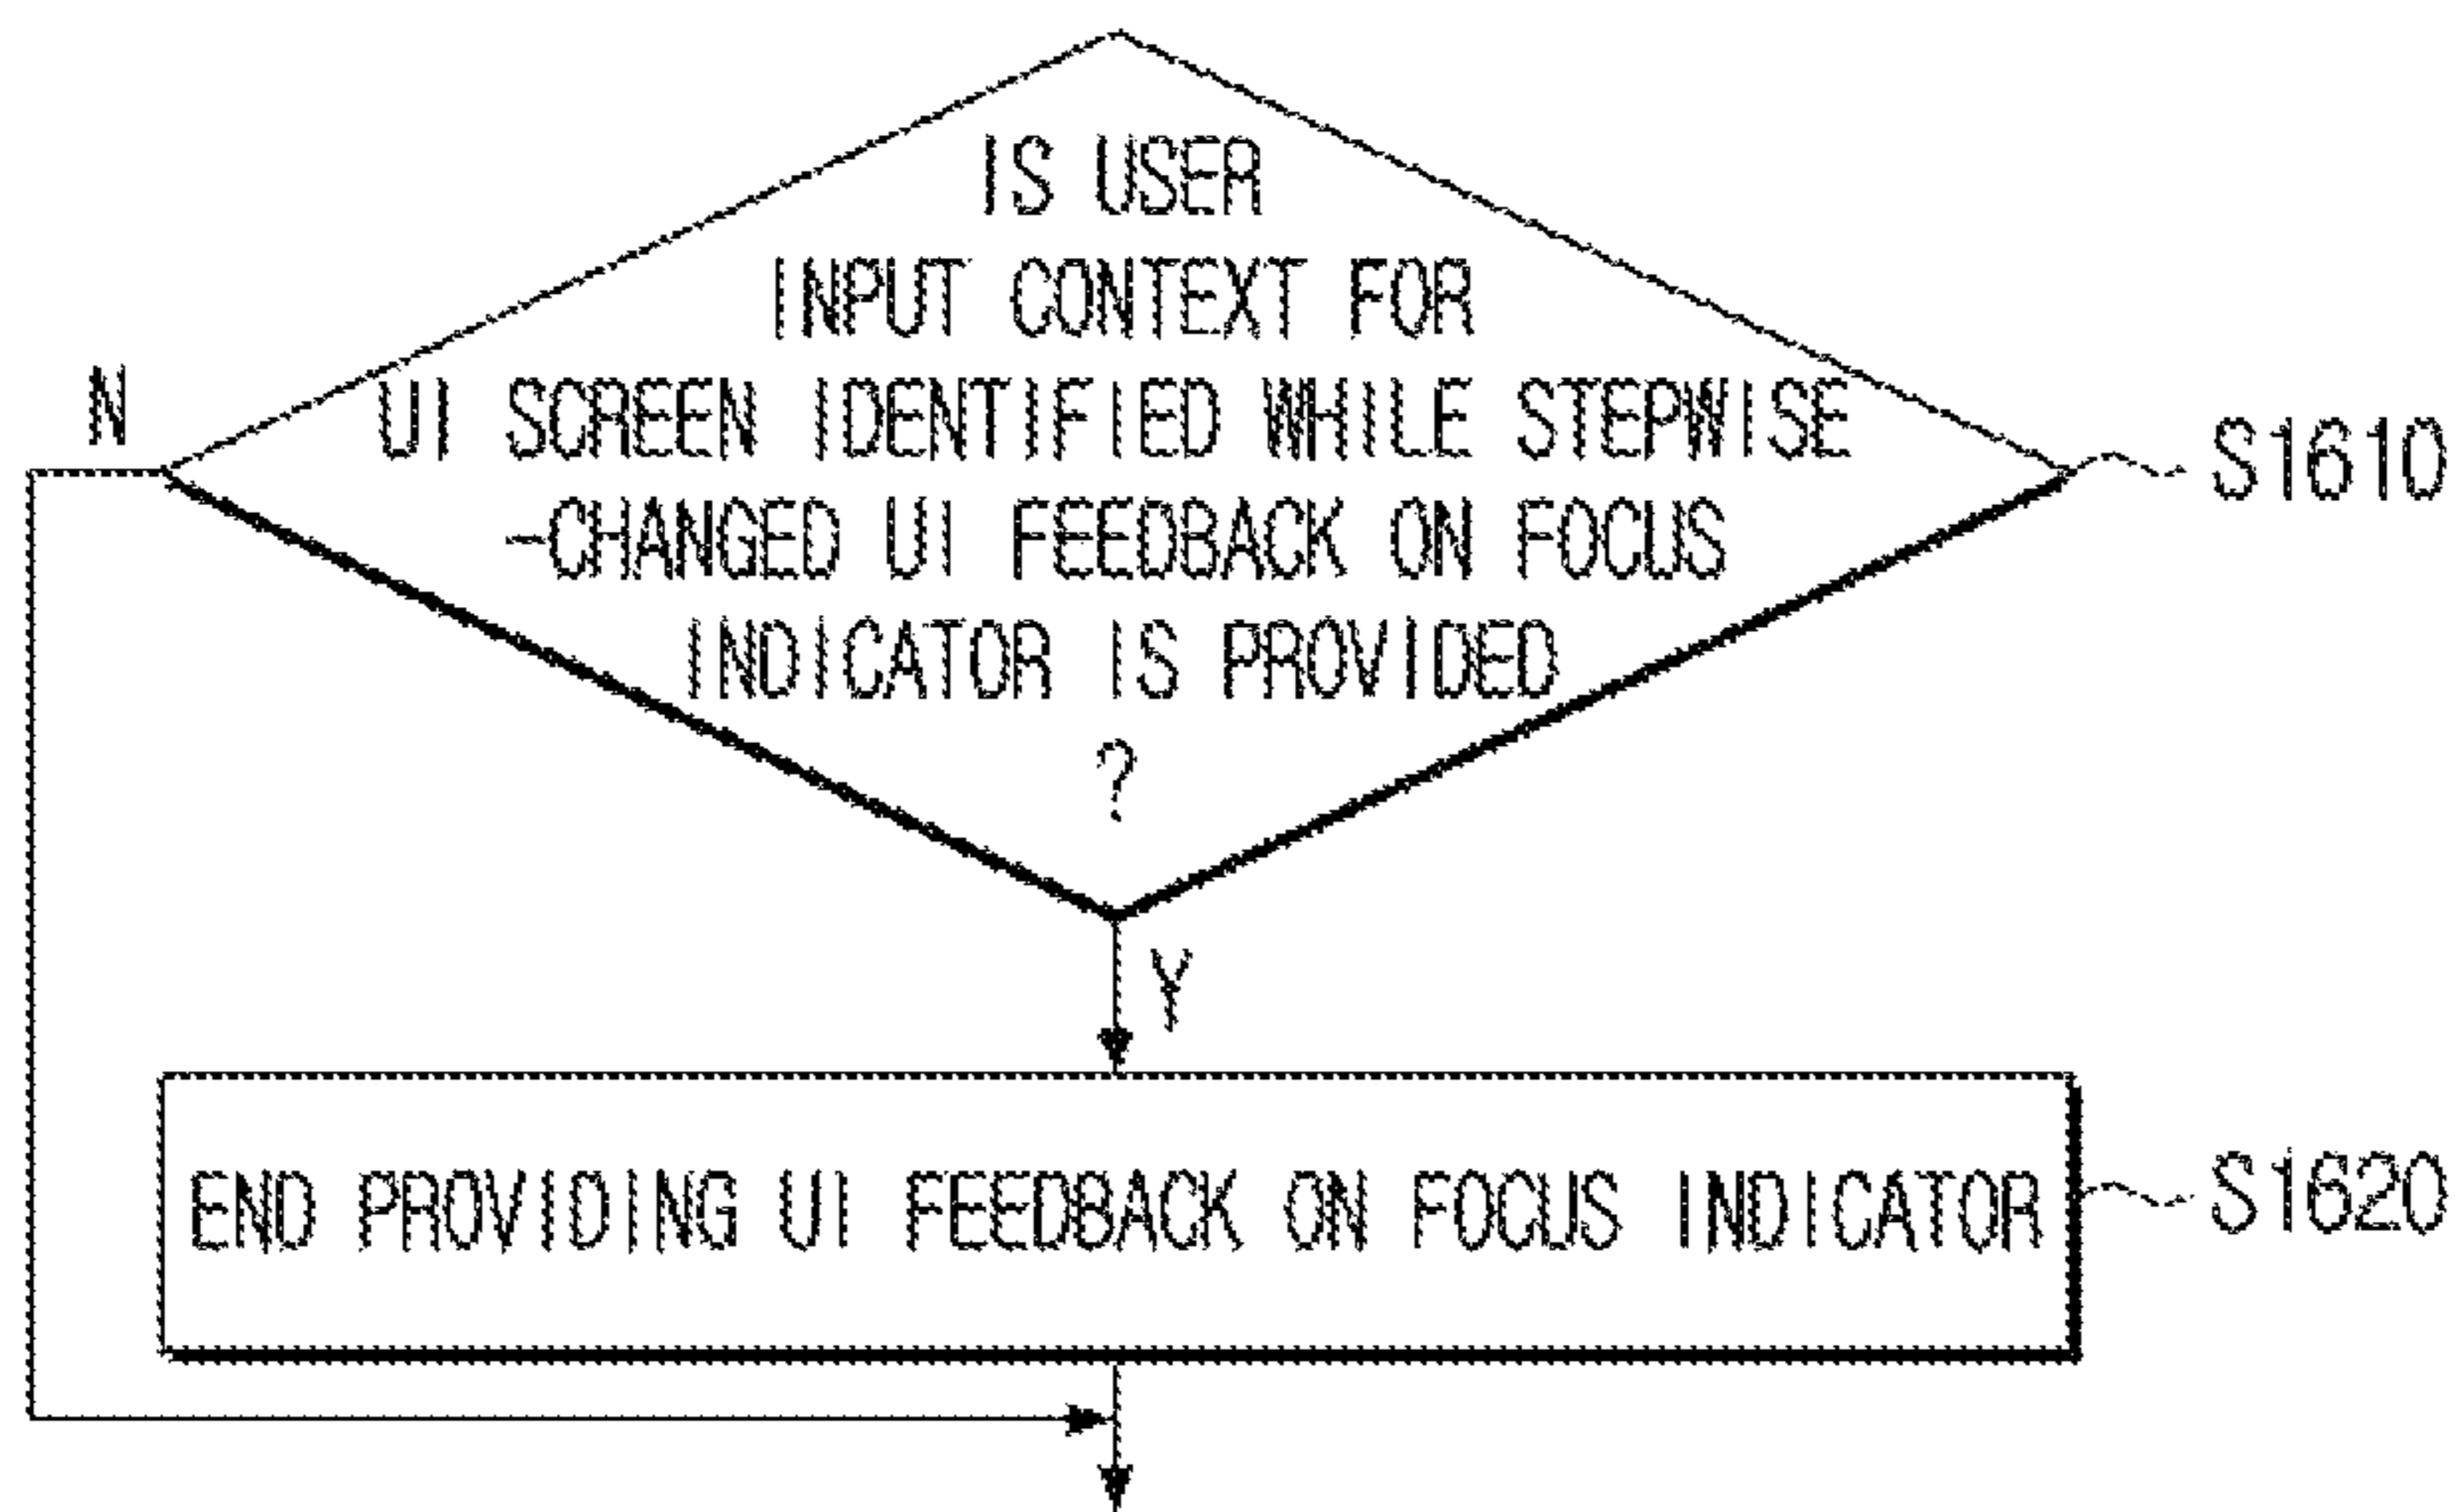 IS USER
INPUT CONTEXT FOR
N
UI SCREEN IDENTIFIED WHILE STEPWISE
S1610
-CHANGED UI FEEDBACK ON FOCUS
INDICATOR IS PROVIDED
?
Y
END PROVIDING UI FEEDBACK ON FOCUS INDICATOR
S1620